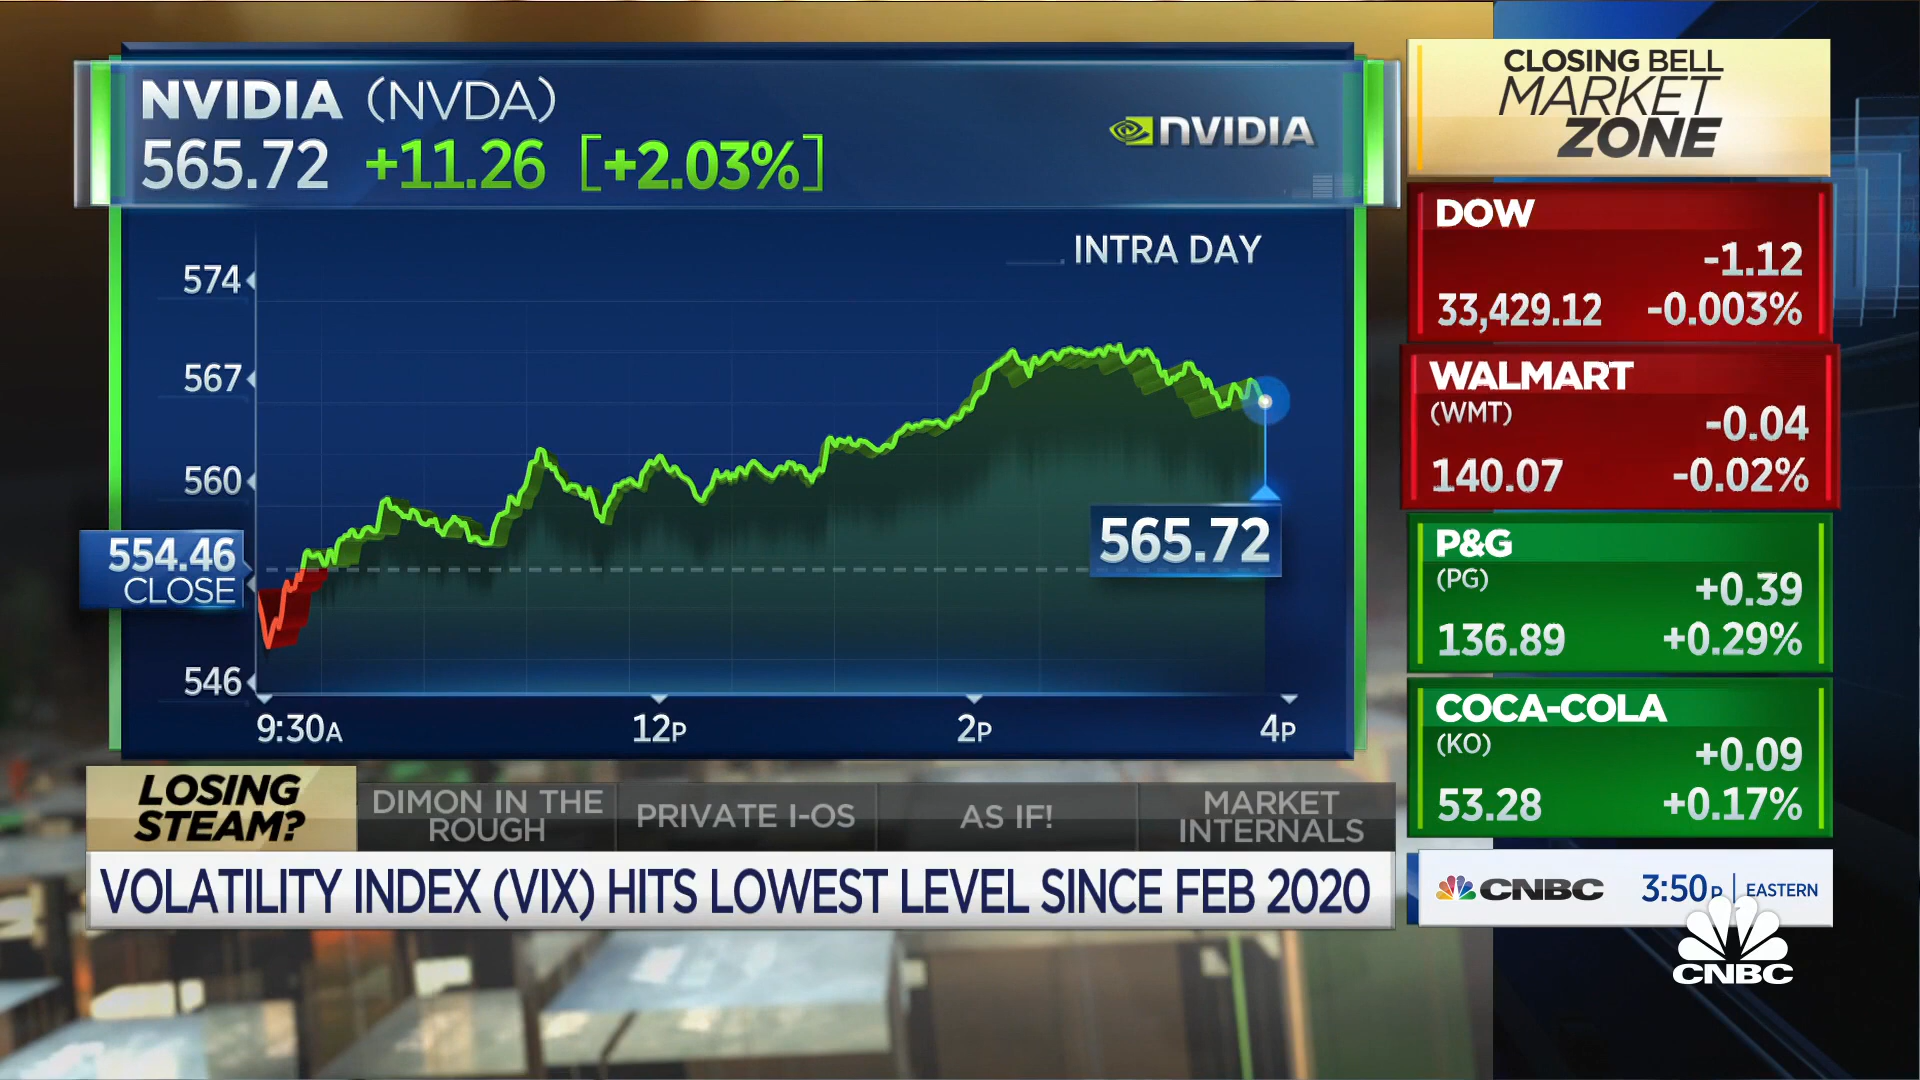 NVIDIA (NVDA)
565.72 +11.26 [+2.03%]
NVIDIA
INTRA DAY
574
567
560
554.46
CLOSE
546
565.72
9:30A 12P 2P 4P
CLOSING BELL
MARKET
ZONE
DOW
-1.12
33,429.12 -0.003%
WALMART
(WMT)
-0.04
140.07 -0.02%
P&G
(PG)
+0.39
136.89 +0.29%
COCA-COLA
(KO)
+0.09
53.28 +0.17%
LOSING
STEAM?
DIMON IN THE
ROUGH
PRIVATE I-OS
AS IF!
MARKET
INTERNALS
VOLATILITY INDEX (VIX) HITS LOWEST LEVEL SINCE FEB 2020
CNBC 3:50P EASTERN
CNBC